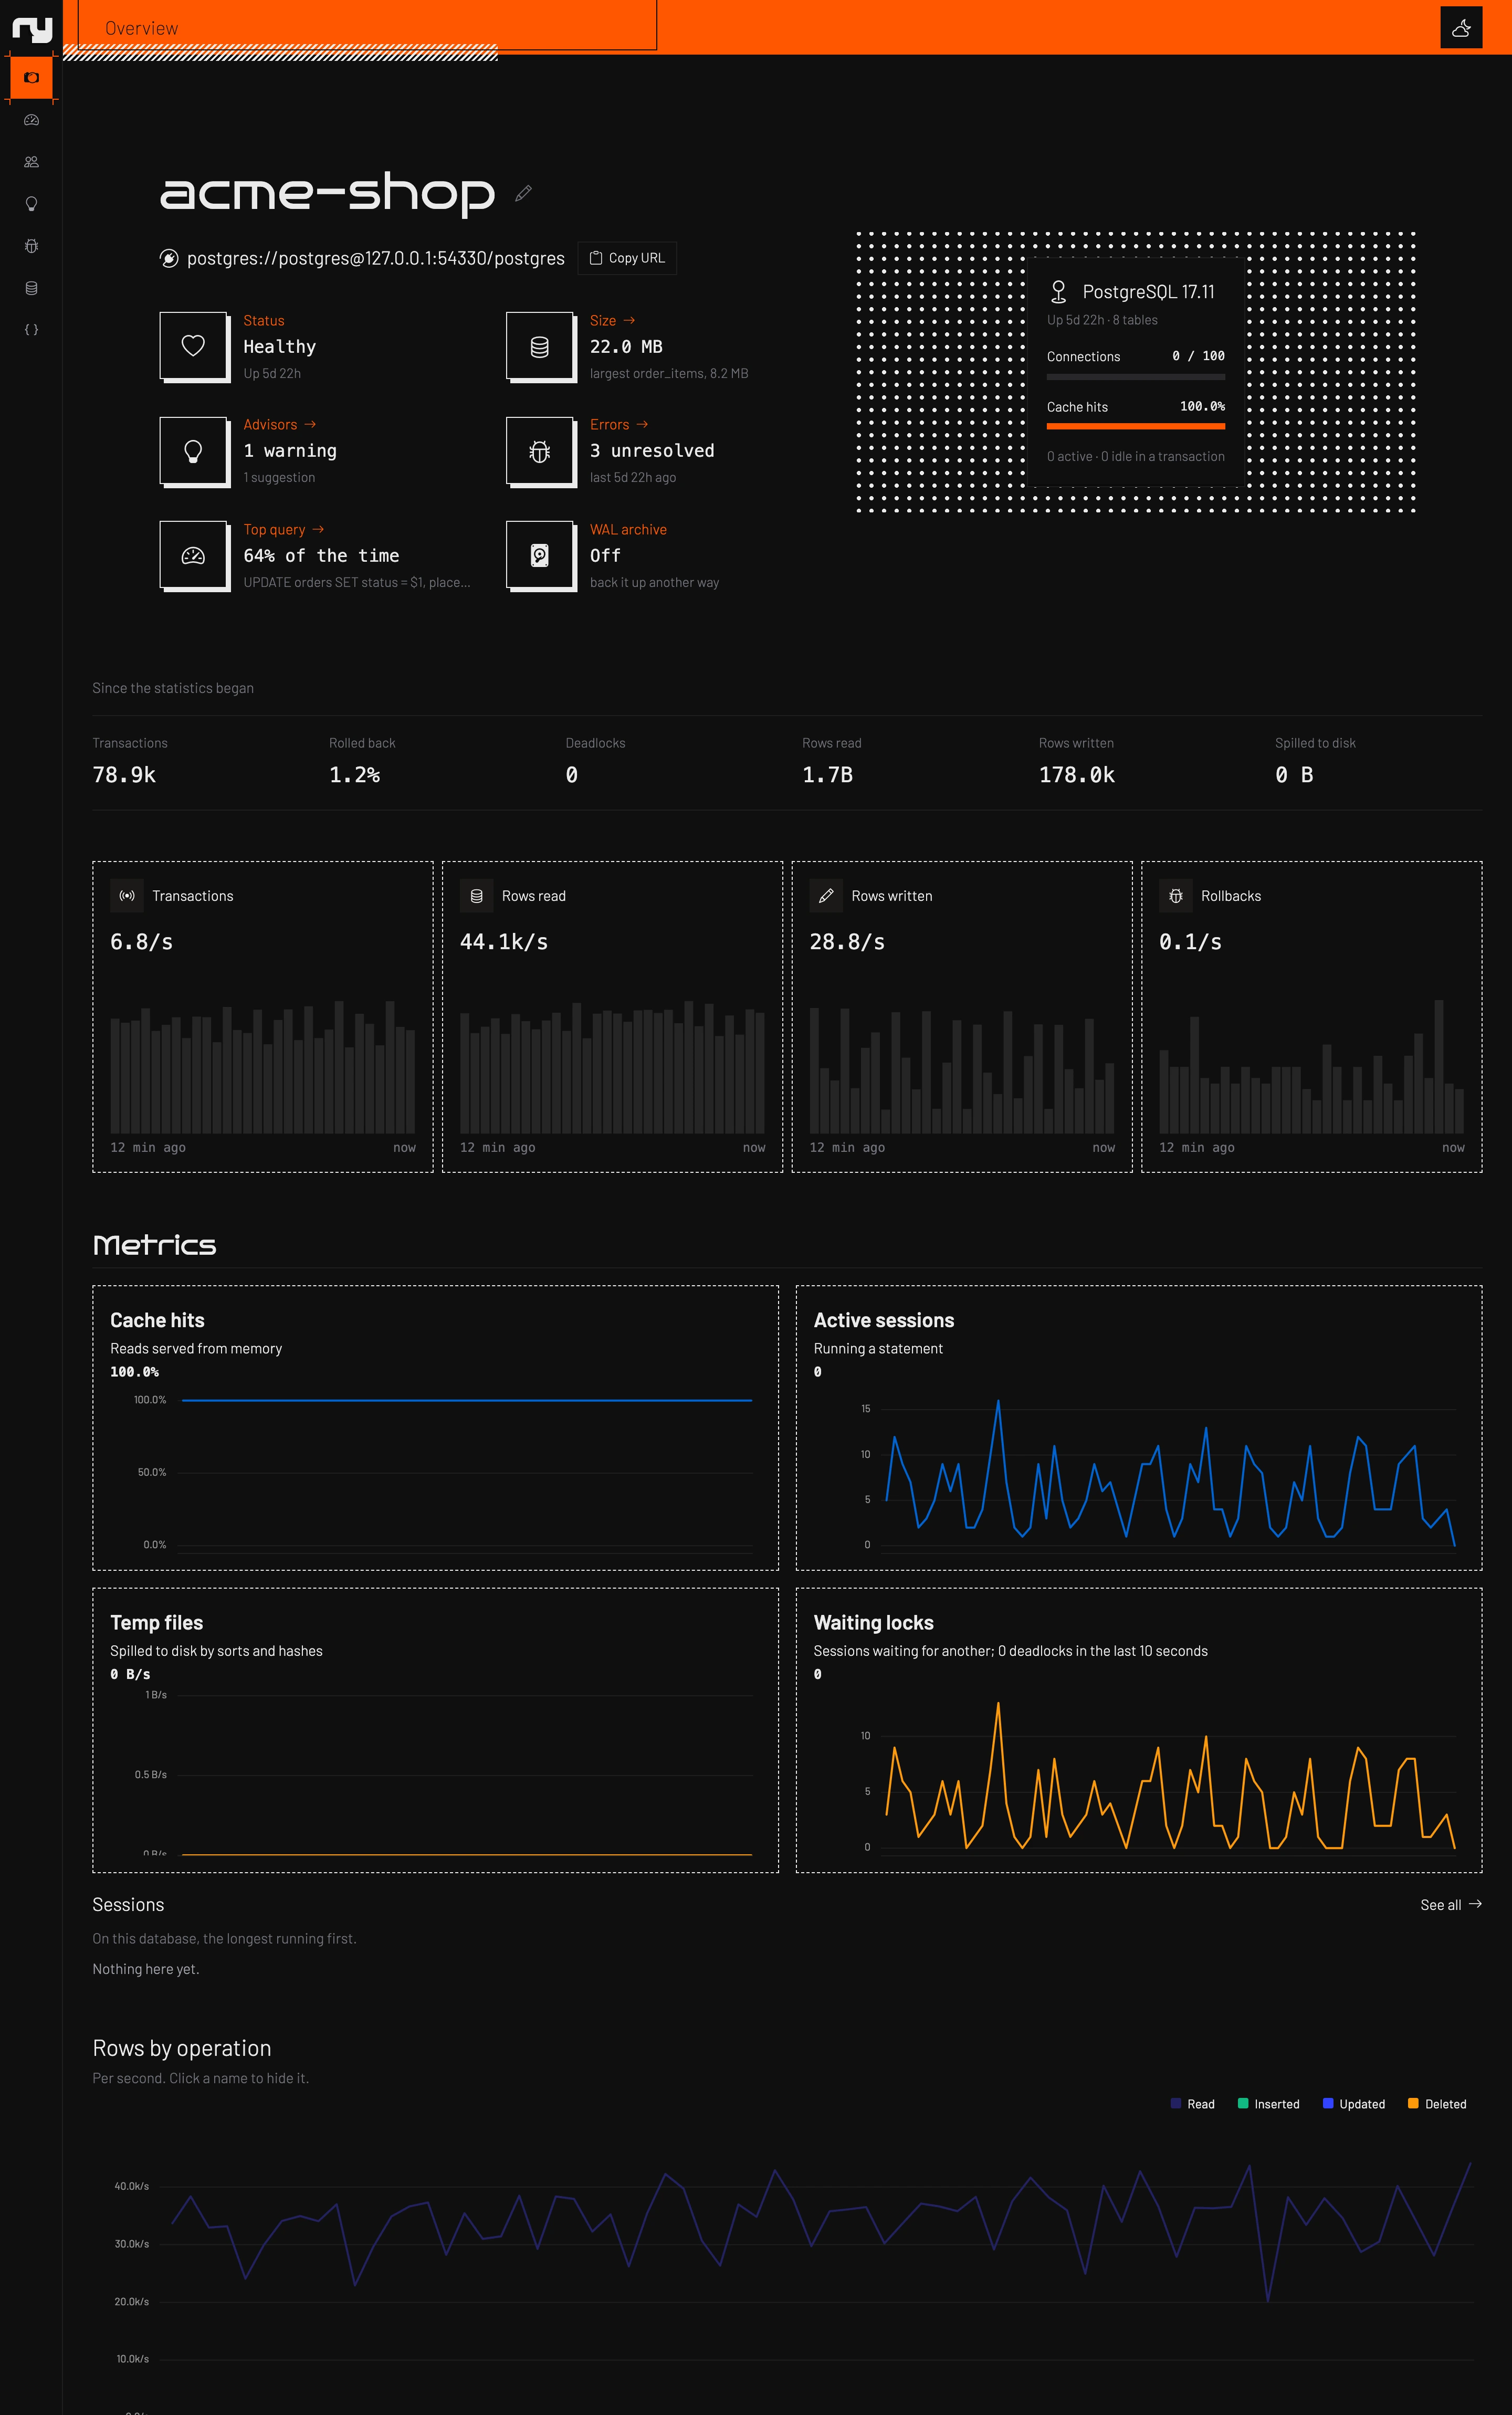 ry
Overview
acme-shop
postgres://postgres@127.0.0.1:54330/postgres
Copy URL
Status
Healthy
Up 5d 22h
Size →
22.0 MB
largest order_items, 8.2 MB
Advisors →
1 warning
1 suggestion
Errors →
3 unresolved
last 5d 22h ago
Top query →
64% of the time
UPDATE orders SET status = $1, place...
WAL archive
Off
back it up another way
PostgreSQL 17.11
Up 5d 22h · 8 tables
Connections 0 / 100
Cache hits 100.0%
0 active · 0 idle in a transaction
Since the statistics began
Transactions
78.9k
Rolled back
1.2%
Deadlocks
0
Rows read
1.7B
Rows written
178.0k
Spilled to disk
0 B
Transactions
6.8/s
12 min ago now
Rows read
44.1k/s
12 min ago now
Rows written
28.8/s
12 min ago now
Rollbacks
0.1/s
12 min ago now
Metrics
Cache hits
Reads served from memory
100.0%
100.0%
50.0%
0.0%
Active sessions
Running a statement
0
15
10
5
0
Temp files
Spilled to disk by sorts and hashes
0 B/s
1 B/s
0.5 B/s
0 B/s
Waiting locks
Sessions waiting for another; 0 deadlocks in the last 10 seconds
0
10
5
0
Sessions
See all →
On this database, the longest running first.
Nothing here yet.
Rows by operation
Per second. Click a name to hide it.
Read Inserted Updated Deleted
40.0k/s
30.0k/s
20.0k/s
10.0k/s